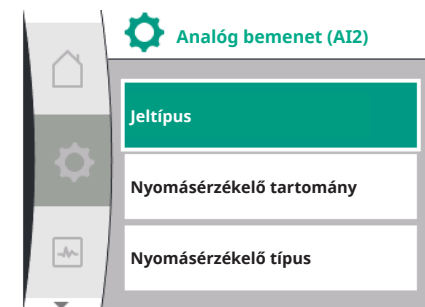 Analóg bemenet (AI2)
Jeltípus
Nyomásérzékelő tartomány
Nyomásérzékelő típus